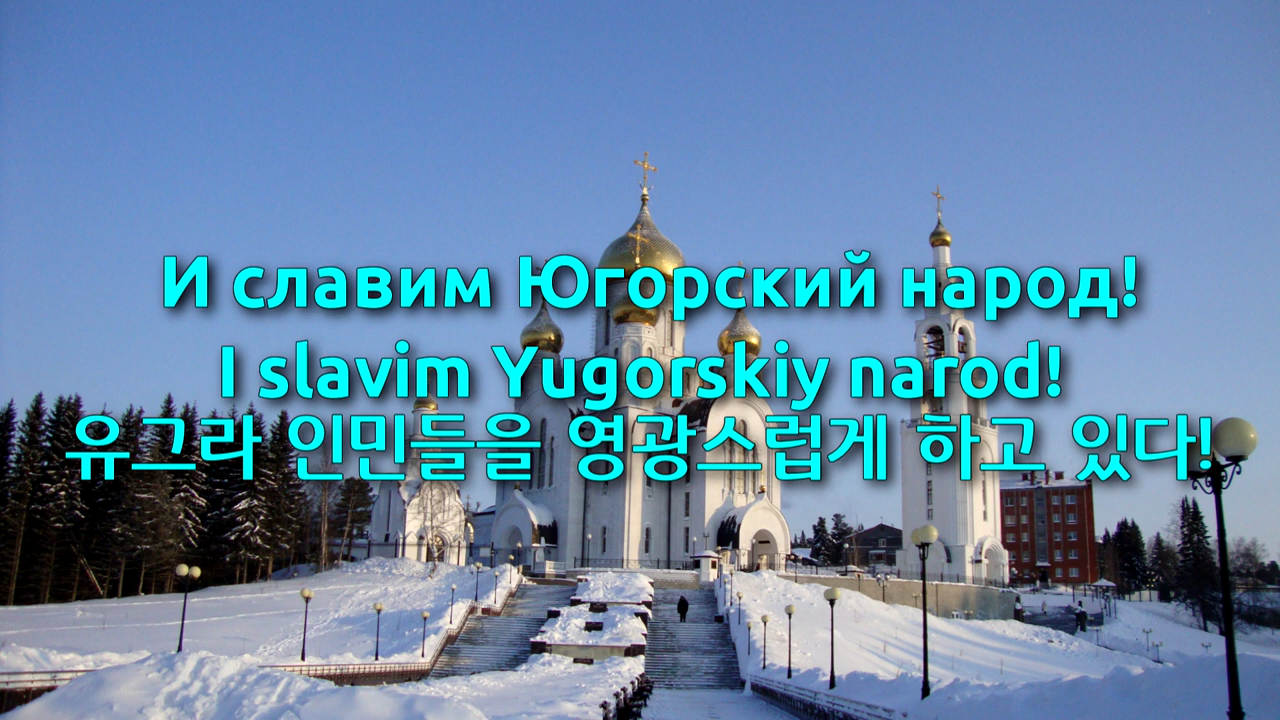 И славим Югорский народ!
I slavim Yugorskiy narod!
유그라 인민들을 영광스럽게 하고 있다!